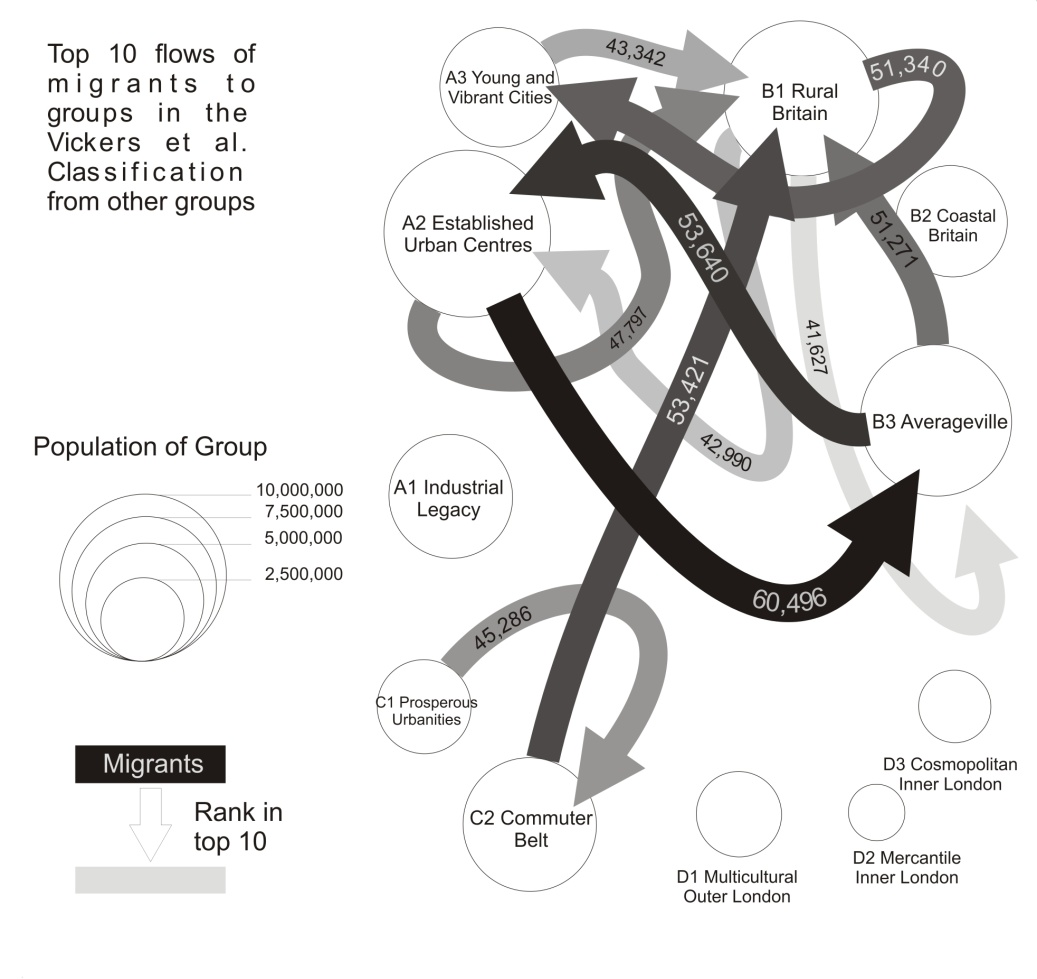 Top 10 flows of
migrants to
groups in the
Vickers et al.
Classification
from other groups
43,342
51,340
A3 Young and
Vibrant Cities
B1 Rural
Britain
A2 Established
Urban Centres
53,640
51,271
B2 Coastal
Britain
47,797
41,627
53,421
42,990
B3 Averageville
Population of Group
10,000,000
7,500,000
5,000,000
2,500,000
A1 Industrial
Legacy
60,496
45,286
C1 Prosperous
Urbanities
Migrants
Rank in
top 10
C2 Commuter
Belt
D3 Cosmopolitan
Inner London
D1 Multicultural
Outer London
D2 Mercantile
Inner London